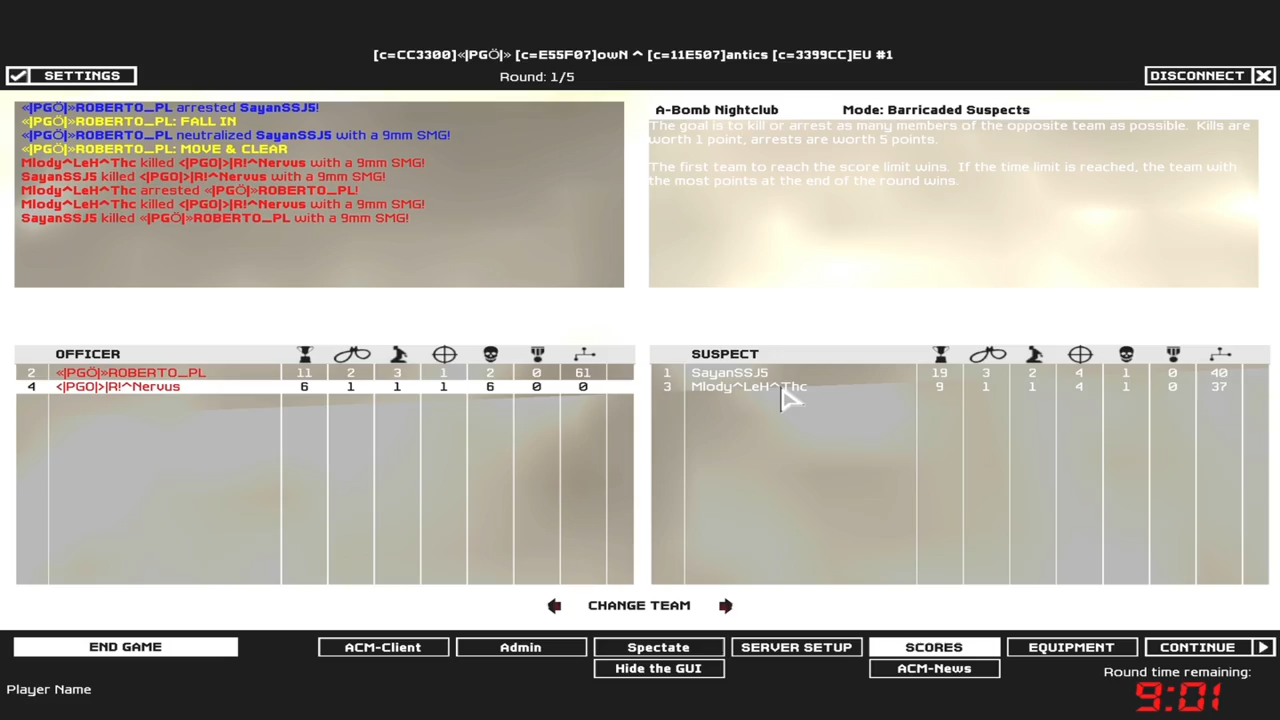 [c=CC3300]«|PGÖ|» [c=E55F07]owN ^ [c=11E507]antics [c=3399CC]EU #1
SETTINGS
Round: 1/5
DISCONNECT
«|PGÖ|»ROBERTO_PL arrested SayanSSJ5!
«|PGÖ|»ROBERTO_PL: FALL IN
«|PGÖ|»ROBERTO_PL neutralized SayanSSJ5 with a 9mm SMG!
«|PGÖ|»ROBERTO_PL: MOVE & CLEAR
Mlody^LeH^Thc killed <|PGO|>|R!^Nervus with a 9mm SMG!
SayanSSJ5 killed <|PGO|>|R!^Nervus with a 9mm SMG!
Mlody^LeH^Thc arrested «|PGÖ|»ROBERTO_PL!
Mlody^LeH^Thc killed <|PGO|>|R!^Nervus with a 9mm SMG!
SayanSSJ5 killed «|PGÖ|»ROBERTO_PL with a 9mm SMG!
A-Bomb Nightclub Mode: Barricaded Suspects
The goal is to kill or arrest as many members of the opposite team as possible. Kills are
worth 1 point, arrests are worth 5 points.
The first team to reach the score limit wins. If the time limit is reached, the team with
the most points at the end of the round wins.
OFFICER
2 «|PGÖ|»ROBERTO_PL 11 2 3 1 2 0 61
4 <|PGO|>|R!^Nervus 6 1 1 1 6 0 0
SUSPECT
1 SayanSSJ5 19 3 2 4 1 0 40
3 Mlody^LeH^Thc 9 1 1 4 1 0 37
CHANGE TEAM
END GAME
ACM-Client
Admin
Spectate
SERVER SETUP
SCORES
EQUIPMENT
CONTINUE
Hide the GUI
ACM-News
Round time remaining:
Player Name
9:01